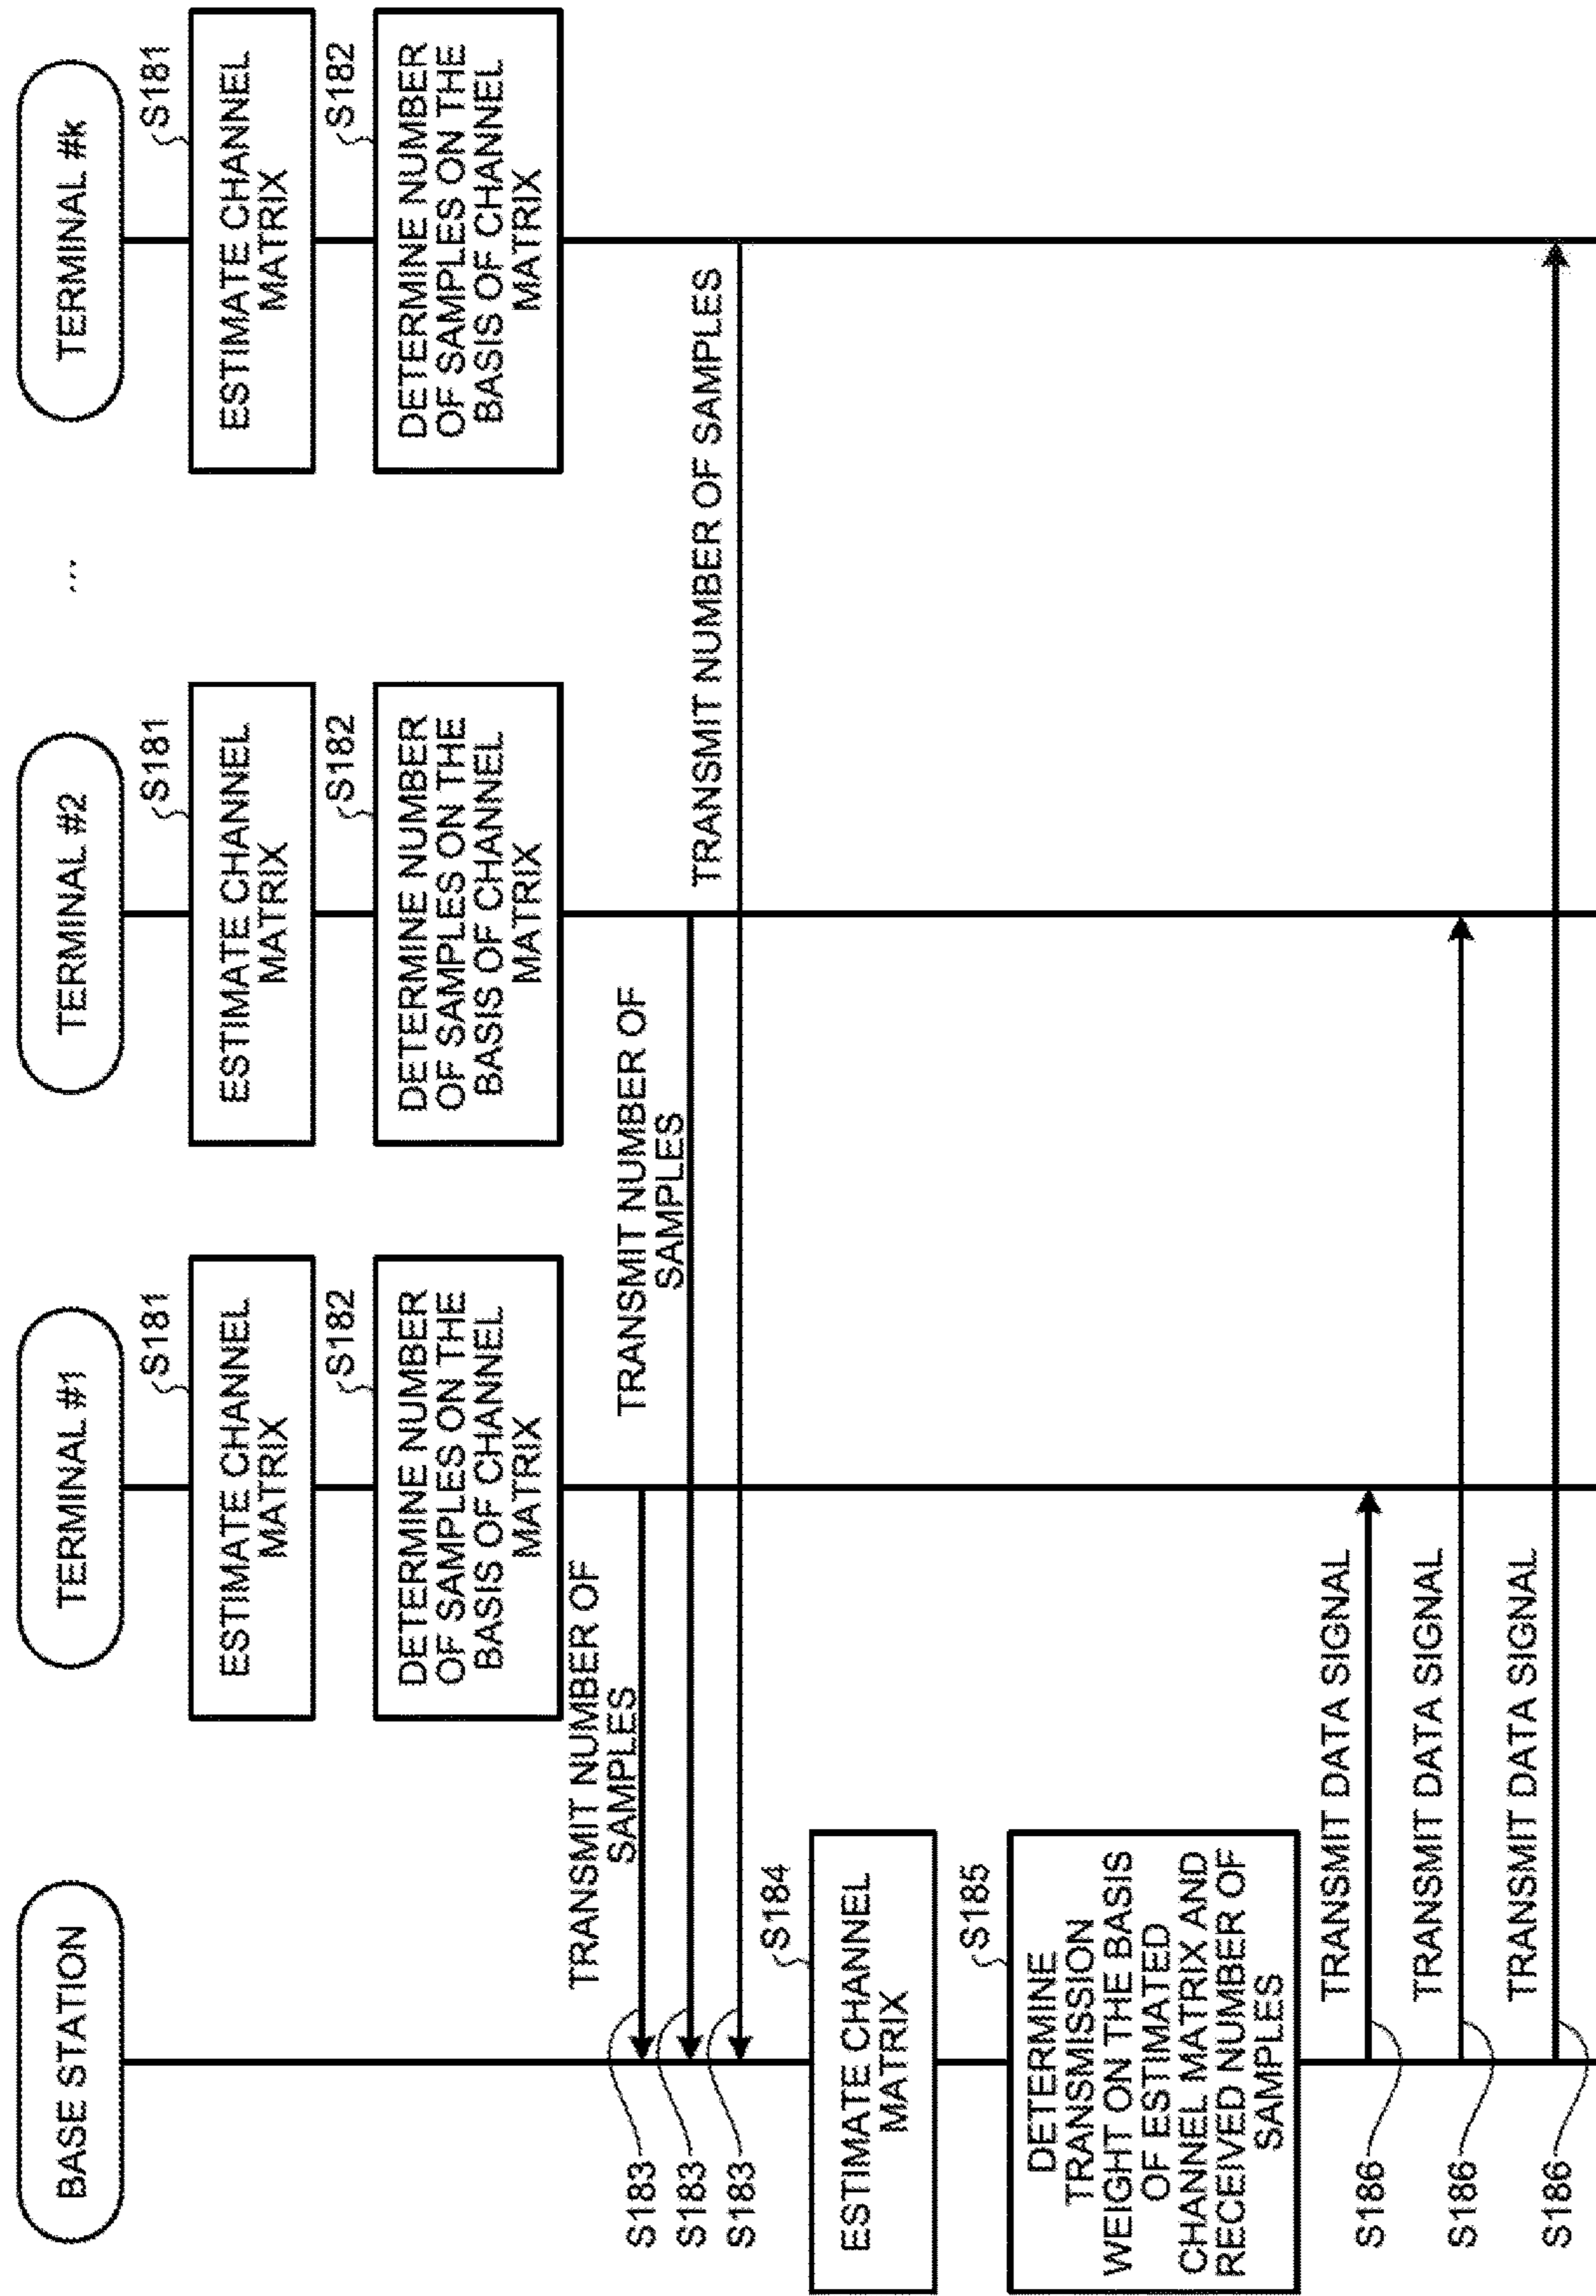 BASE STATION
TERMINAL #1
TERMINAL #2
...
TERMINAL #k
S181
ESTIMATE CHANNEL
MATRIX
S181
ESTIMATE CHANNEL
MATRIX
S181
ESTIMATE CHANNEL
MATRIX
S182
DETERMINE NUMBER
OF SAMPLES ON THE
BASIS OF CHANNEL
MATRIX
S182
DETERMINE NUMBER
OF SAMPLES ON THE
BASIS OF CHANNEL
MATRIX
S182
DETERMINE NUMBER
OF SAMPLES ON THE
BASIS OF CHANNEL
MATRIX
TRANSMIT NUMBER OF
SAMPLES
S183
TRANSMIT NUMBER OF
SAMPLES
S183
TRANSMIT NUMBER OF SAMPLES
S183
S184
ESTIMATE CHANNEL
MATRIX
S185
DETERMINE
TRANSMISSION
WEIGHT ON THE BASIS
OF ESTIMATED
CHANNEL MATRIX AND
RECEIVED NUMBER OF
SAMPLES
TRANSMIT DATA SIGNAL
S186
TRANSMIT DATA SIGNAL
S186
TRANSMIT DATA SIGNAL
S186